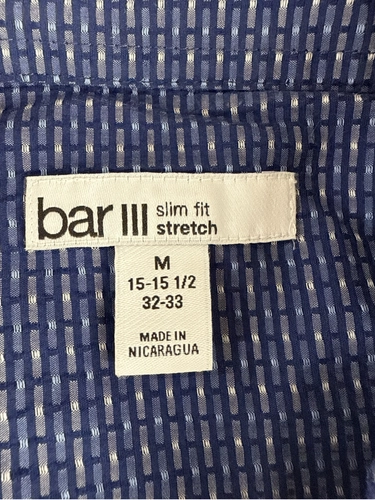 bar III slim fit
stretch
M
15-15 1/2
32-33
MADE IN
NICARAGUA